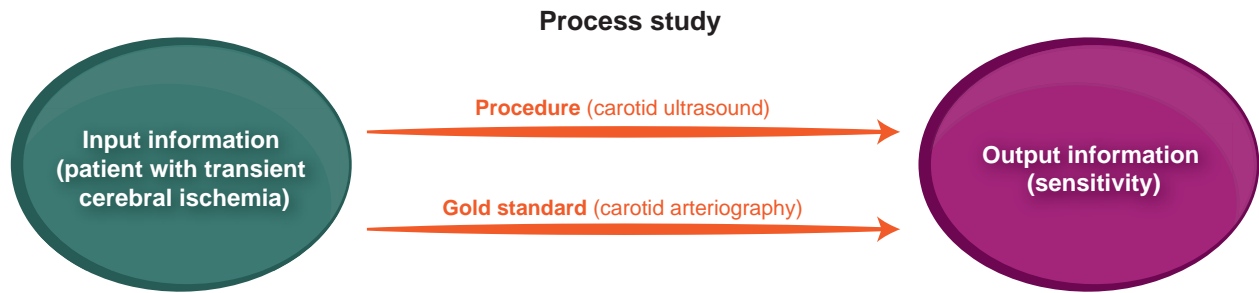 Process study
Input information
(patient with transient
cerebral ischemia)
Procedure (carotid ultrasound)
Gold standard (carotid arteriography)
Output information
(sensitivity)